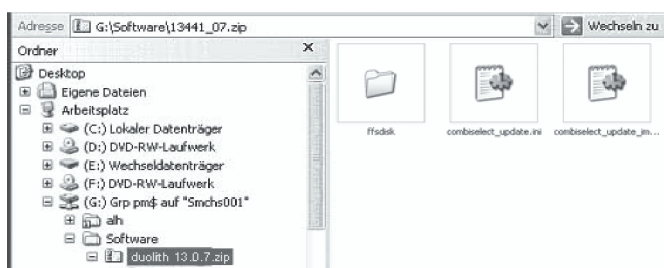 Adresse G:\Software\13441_07.zip Wechseln zu
Ordner X
Desktop
Eigene Dateien
Arbeitsplatz
(C:) Lokaler Datenträger
(D:) DVD-RW-Laufwerk
(E:) Wechseldatenträger
(F:) DVD-RW-Laufwerk
(G:) Grp pm$ auf "Smchs001"
alh
Software
duolith 13.0.7.zip
ffsdisk
combiselect_update.ini
combiselect_update_im...